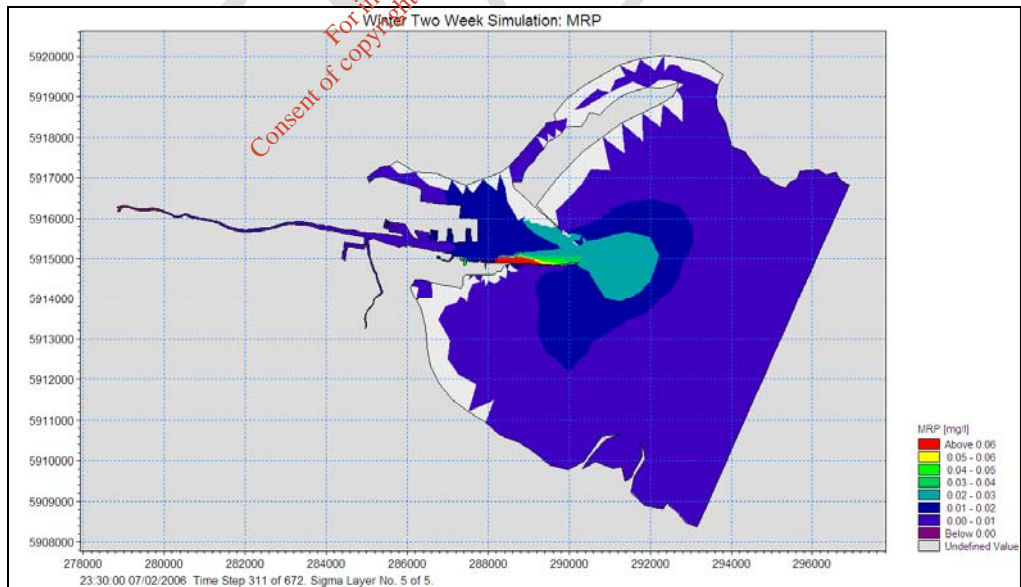 For in
Consent of copyright
Winter Two Week Simulation: MRP
5920000
5919000
5918000
5917000
5916000
5915000
5914000
5913000
5912000
5911000
5910000
5909000
5908000
278000 280000 282000 284000 286000 288000 290000 292000 294000 296000
MRP [mg/l]
Above 0.06
0.05 - 0.06
0.04 - 0.05
0.03 - 0.04
0.02 - 0.03
0.01 - 0.02
0.00 - 0.01
Below 0.00
Undefined Value
23:30:00 07/02/2006 Time Step 311 of 672. Sigma Layer No. 5 of 5.